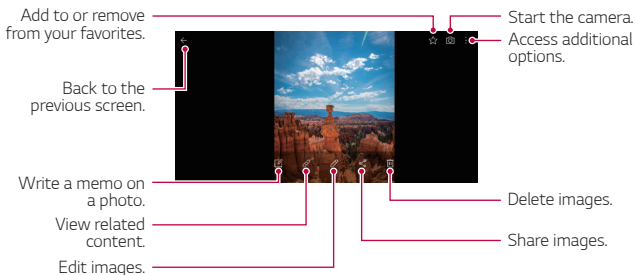 Add to or remove
from your favorites.
Start the camera.
Access additional
options.
Back to the
previous screen.
Write a memo on
a photo.
View related
content.
Edit images.
Delete images.
Share images.